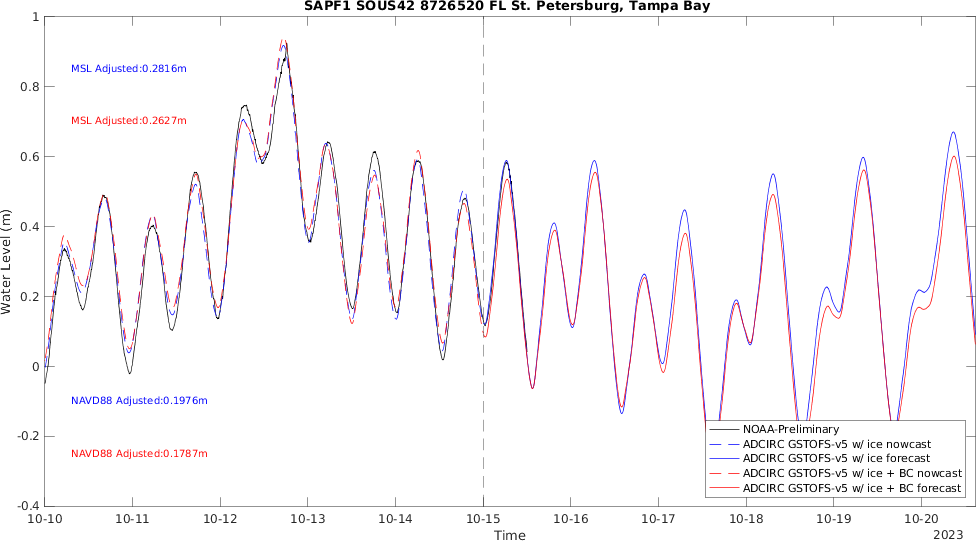 SAPF1 SOUS42 8726520 FL St. Petersburg, Tampa Bay
1
MSL Adjusted:0.2816m
0.8
MSL Adjusted:0.2627m
0.6
0.4
Water Level (m)
0.2
0
NAVD88 Adjusted:0.1976m
-0.2
NAVD88 Adjusted:0.1787m
-0.4
NOAA-Preliminary
ADCIRC GSTOFS-v5 w/ ice nowcast
ADCIRC GSTOFS-v5 w/ ice forecast
ADCIRC GSTOFS-v5 w/ ice + BC nowcast
ADCIRC GSTOFS-v5 w/ ice + BC forecast
10-10 10-11 10-12 10-13 10-14 10-15 10-16 10-17 10-18 10-19 10-20
Time
2023